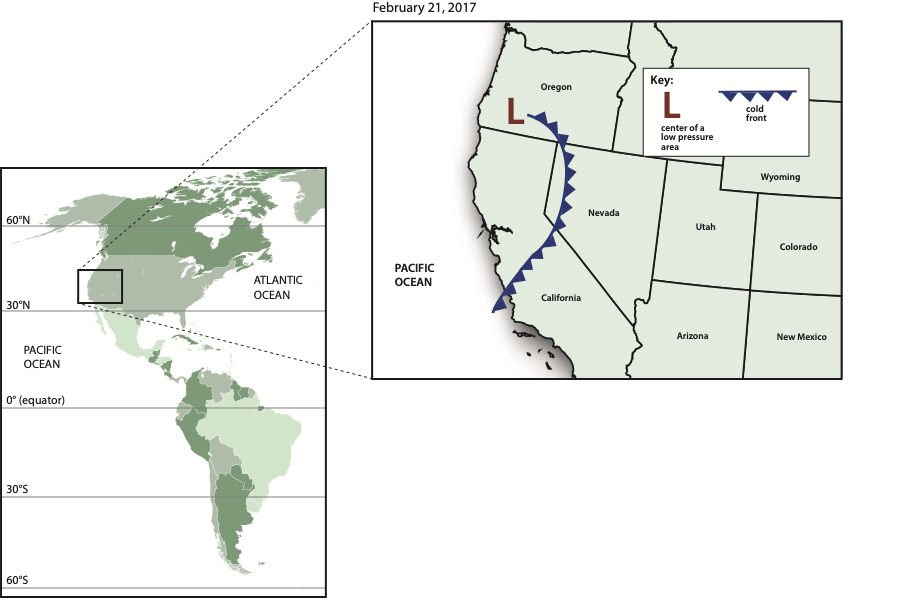 February 21, 2017
Oregon
L
Key:
L
center of a
low pressure
area
cold
front
Wyoming
Nevada
Utah
Colorado
PACIFIC
OCEAN
California
Arizona
New Mexico
60°N
ATLANTIC
OCEAN
30°N
PACIFIC
OCEAN
0° (equator)
30°S
60°S